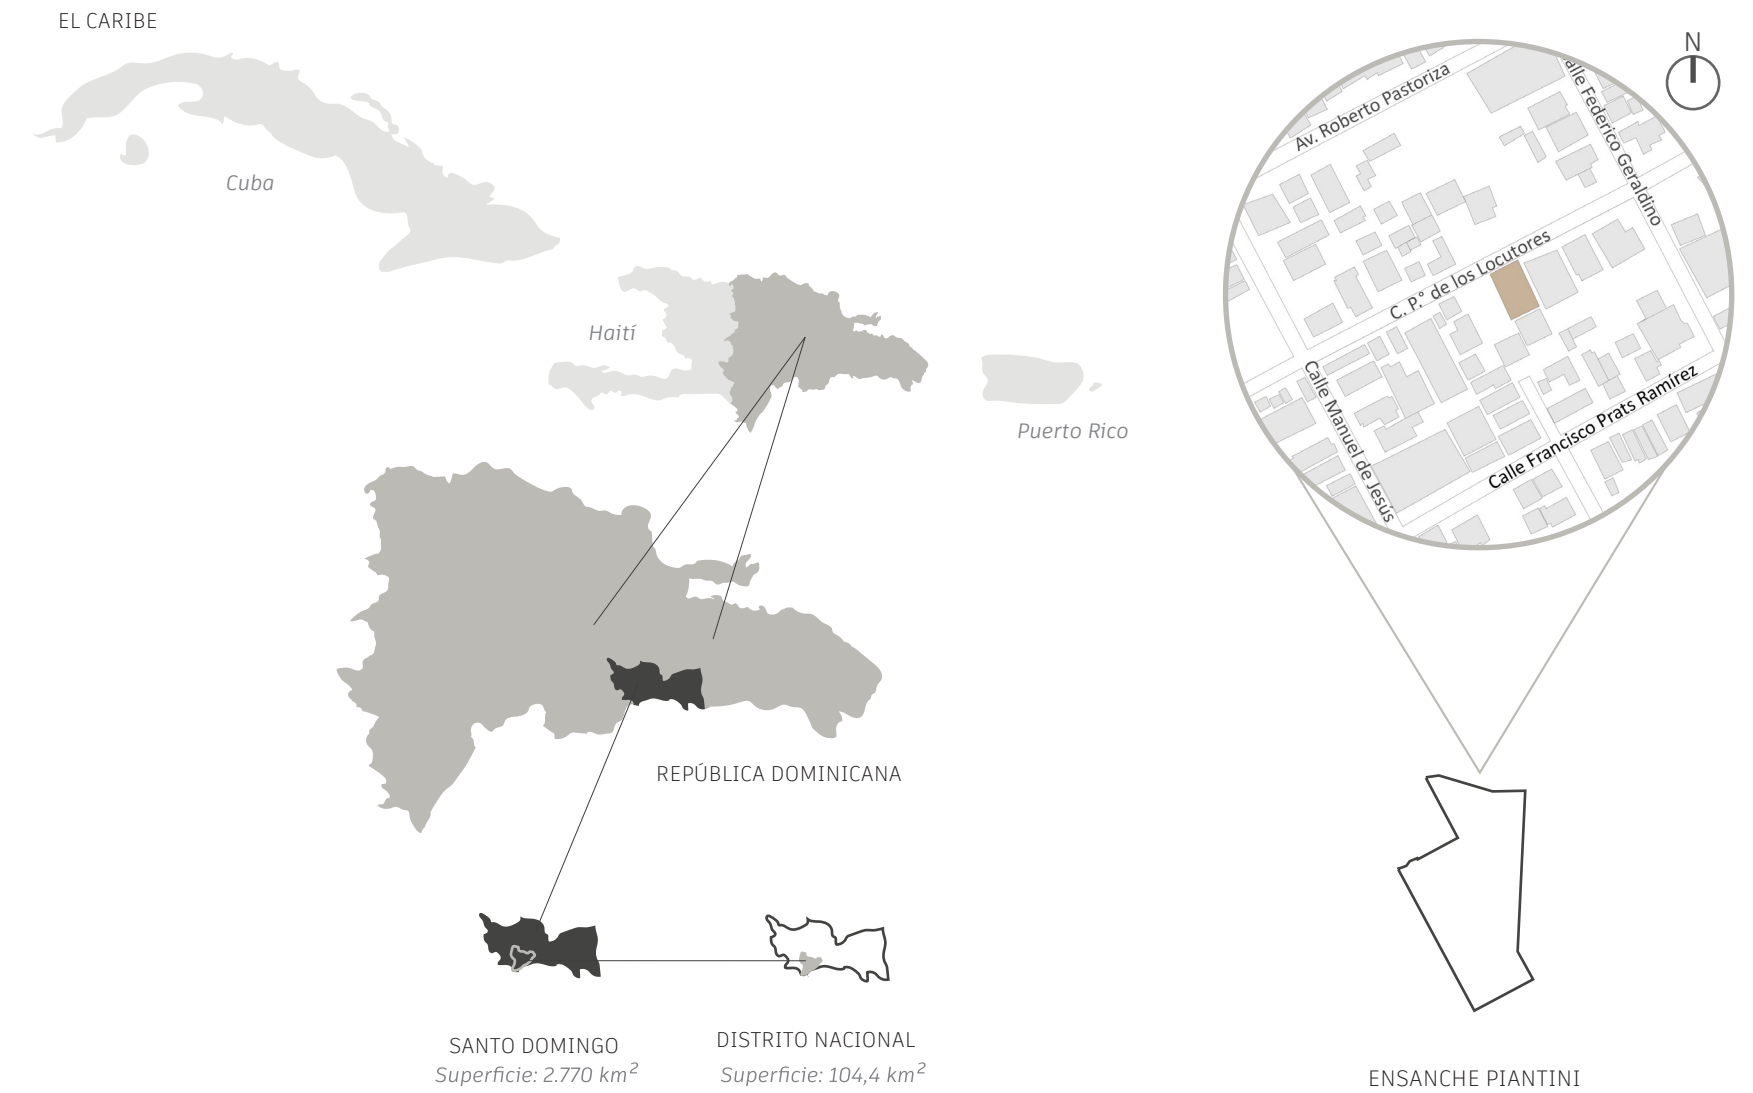 EL CARIBE
Cuba
Haití
Puerto Rico
REPÚBLICA DOMINICANA
SANTO DOMINGO
Superficie: 2.770 km²
DISTRITO NACIONAL
Superficie: 104,4 km²
N
Av. Roberto Pastoriza
alle Federico Geraldino
C. P.° de los Locutores
Calle Manuel de Jesús
Calle Francisco Prats Ramírez
ENSANCHE PIANTINI